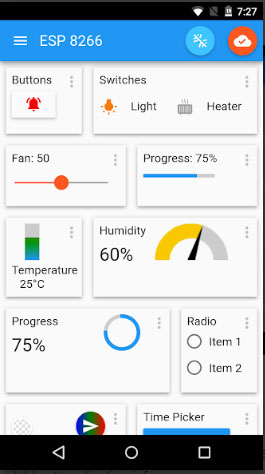 7:27
ESP 8266
Buttons
Switches
Light
Heater
Fan: 50
Progress: 75%
Temperature
25°C
Humidity
60%
Progress
75%
Radio
Item 1
Item 2
Time Picker